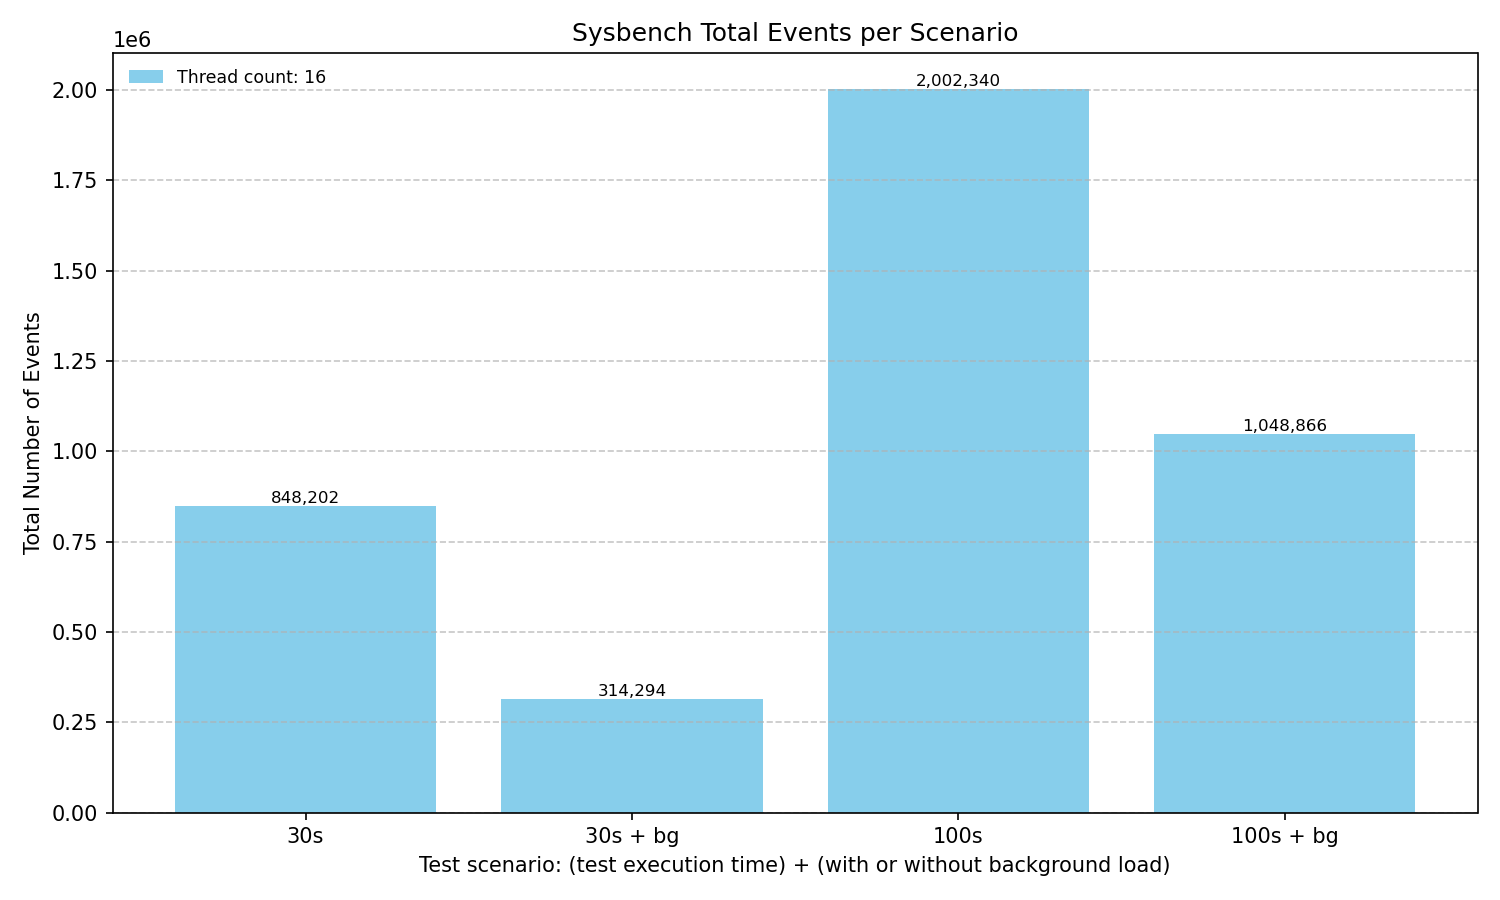 Sysbench Total Events per Scenario
1e6
Thread count: 16
2.00
1.75
1.50
1.25
1.00
0.75
0.50
0.25
0.00
Total Number of Events
848,202
314,294
2,002,340
1,048,866
30s
30s + bg
100s
100s + bg
Test scenario: (test execution time) + (with or without background load)